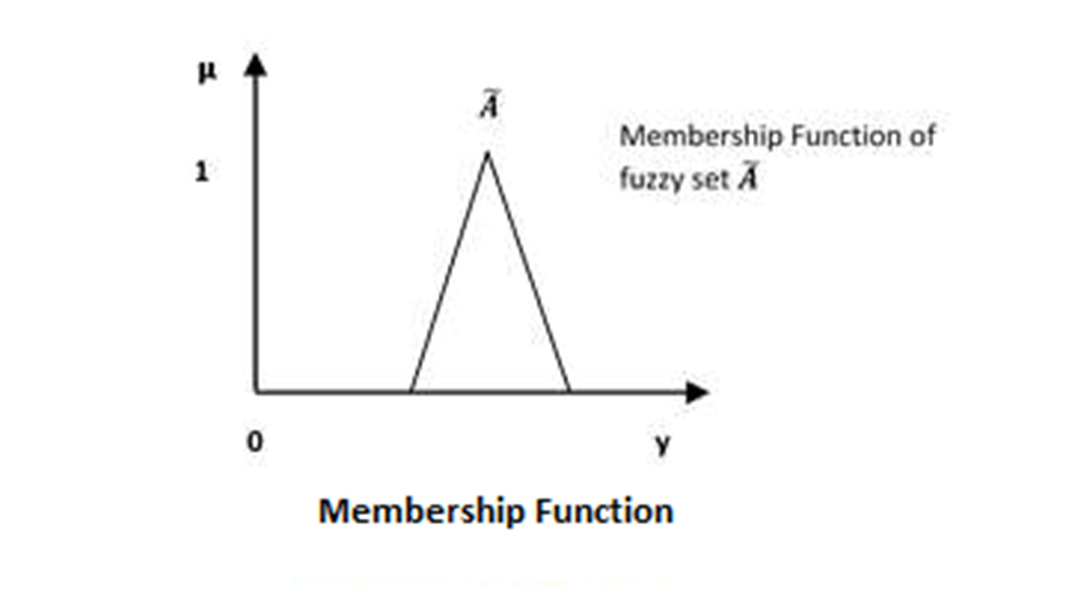 μ
Ã
Membership Function of
1
fuzzy set Ã
0
y
Membership Function